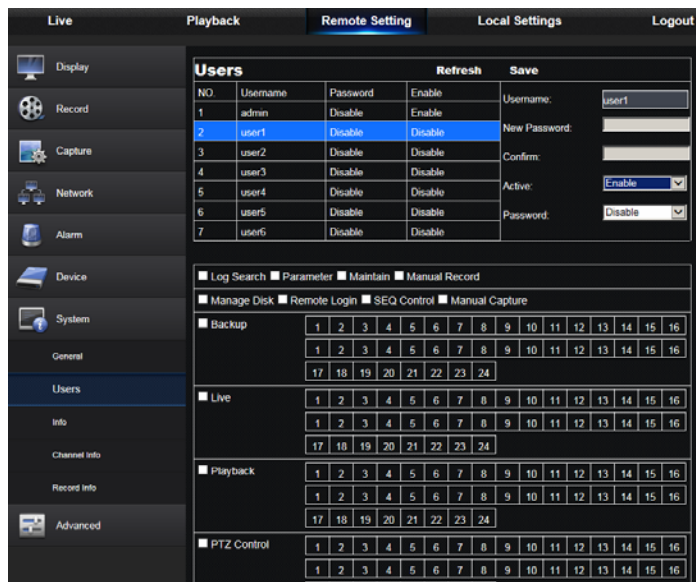 Live Playback Remote Setting Local Settings Logout
Display
Record
Capture
Network
Alarm
Device
System
General
Users
Info
Channel Info
Record Info
Advanced
Users Refresh Save
NO. Username Password Enable
1 admin Disable Enable
2 user1 Disable Disable
3 user2 Disable Disable
4 user3 Disable Disable
5 user4 Disable Disable
6 user5 Disable Disable
7 user6 Disable Disable
Username: user1
New Password:
Confirm:
Active: Enable
Password: Disable
Log Search Parameter Maintain Manual Record
Manage Disk Remote Login SEQ Control Manual Capture
Backup 1 2 3 4 5 6 7 8 9 10 11 12 13 14 15 16
1 2 3 4 5 6 7 8 9 10 11 12 13 14 15 16
17 18 19 20 21 22 23 24
Live 1 2 3 4 5 6 7 8 9 10 11 12 13 14 15 16
1 2 3 4 5 6 7 8 9 10 11 12 13 14 15 16
17 18 19 20 21 22 23 24
Playback 1 2 3 4 5 6 7 8 9 10 11 12 13 14 15 16
1 2 3 4 5 6 7 8 9 10 11 12 13 14 15 16
17 18 19 20 21 22 23 24
PTZ Control 1 2 3 4 5 6 7 8 9 10 11 12 13 14 15 16
1 2 3 4 5 6 7 8 9 10 11 12 13 14 15 16